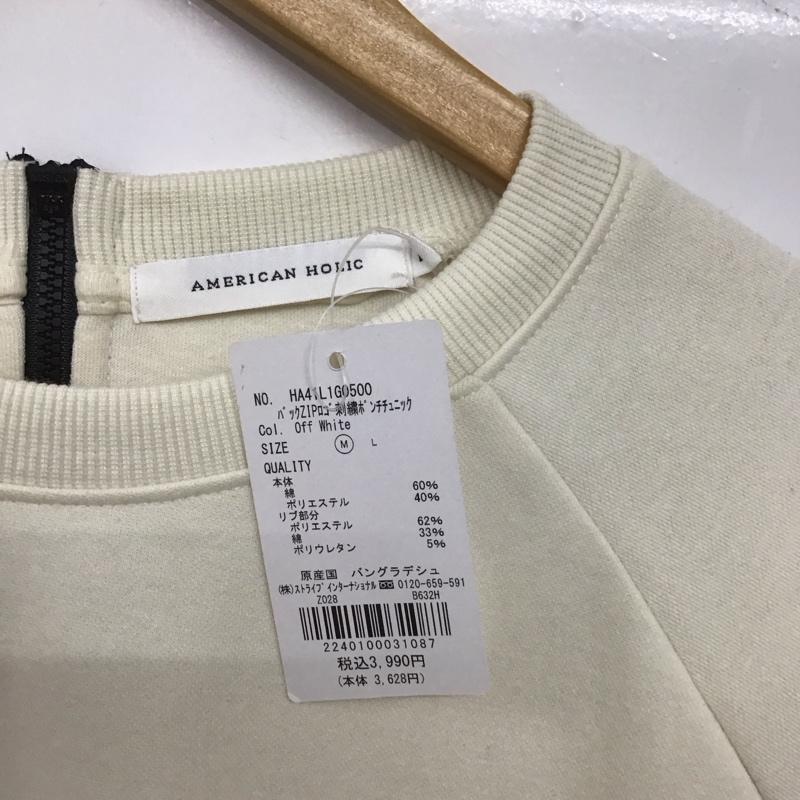 AMERICAN HOLIC
NO. HA41L1G0500
バックZIPロゴ刺繍ポンチチュニック
Col. Off White
SIZE M L
QUALITY
本体
綿 60%
ポリエステル 40%
リブ部分
ポリエステル 62%
綿 33%
ポリウレタン 5%
原産国 バングラデシュ
(株)ストライプインターナショナル 0120-659-591
Z028 B632H
2240100031087
税込3,990円
(本体 3,628円)